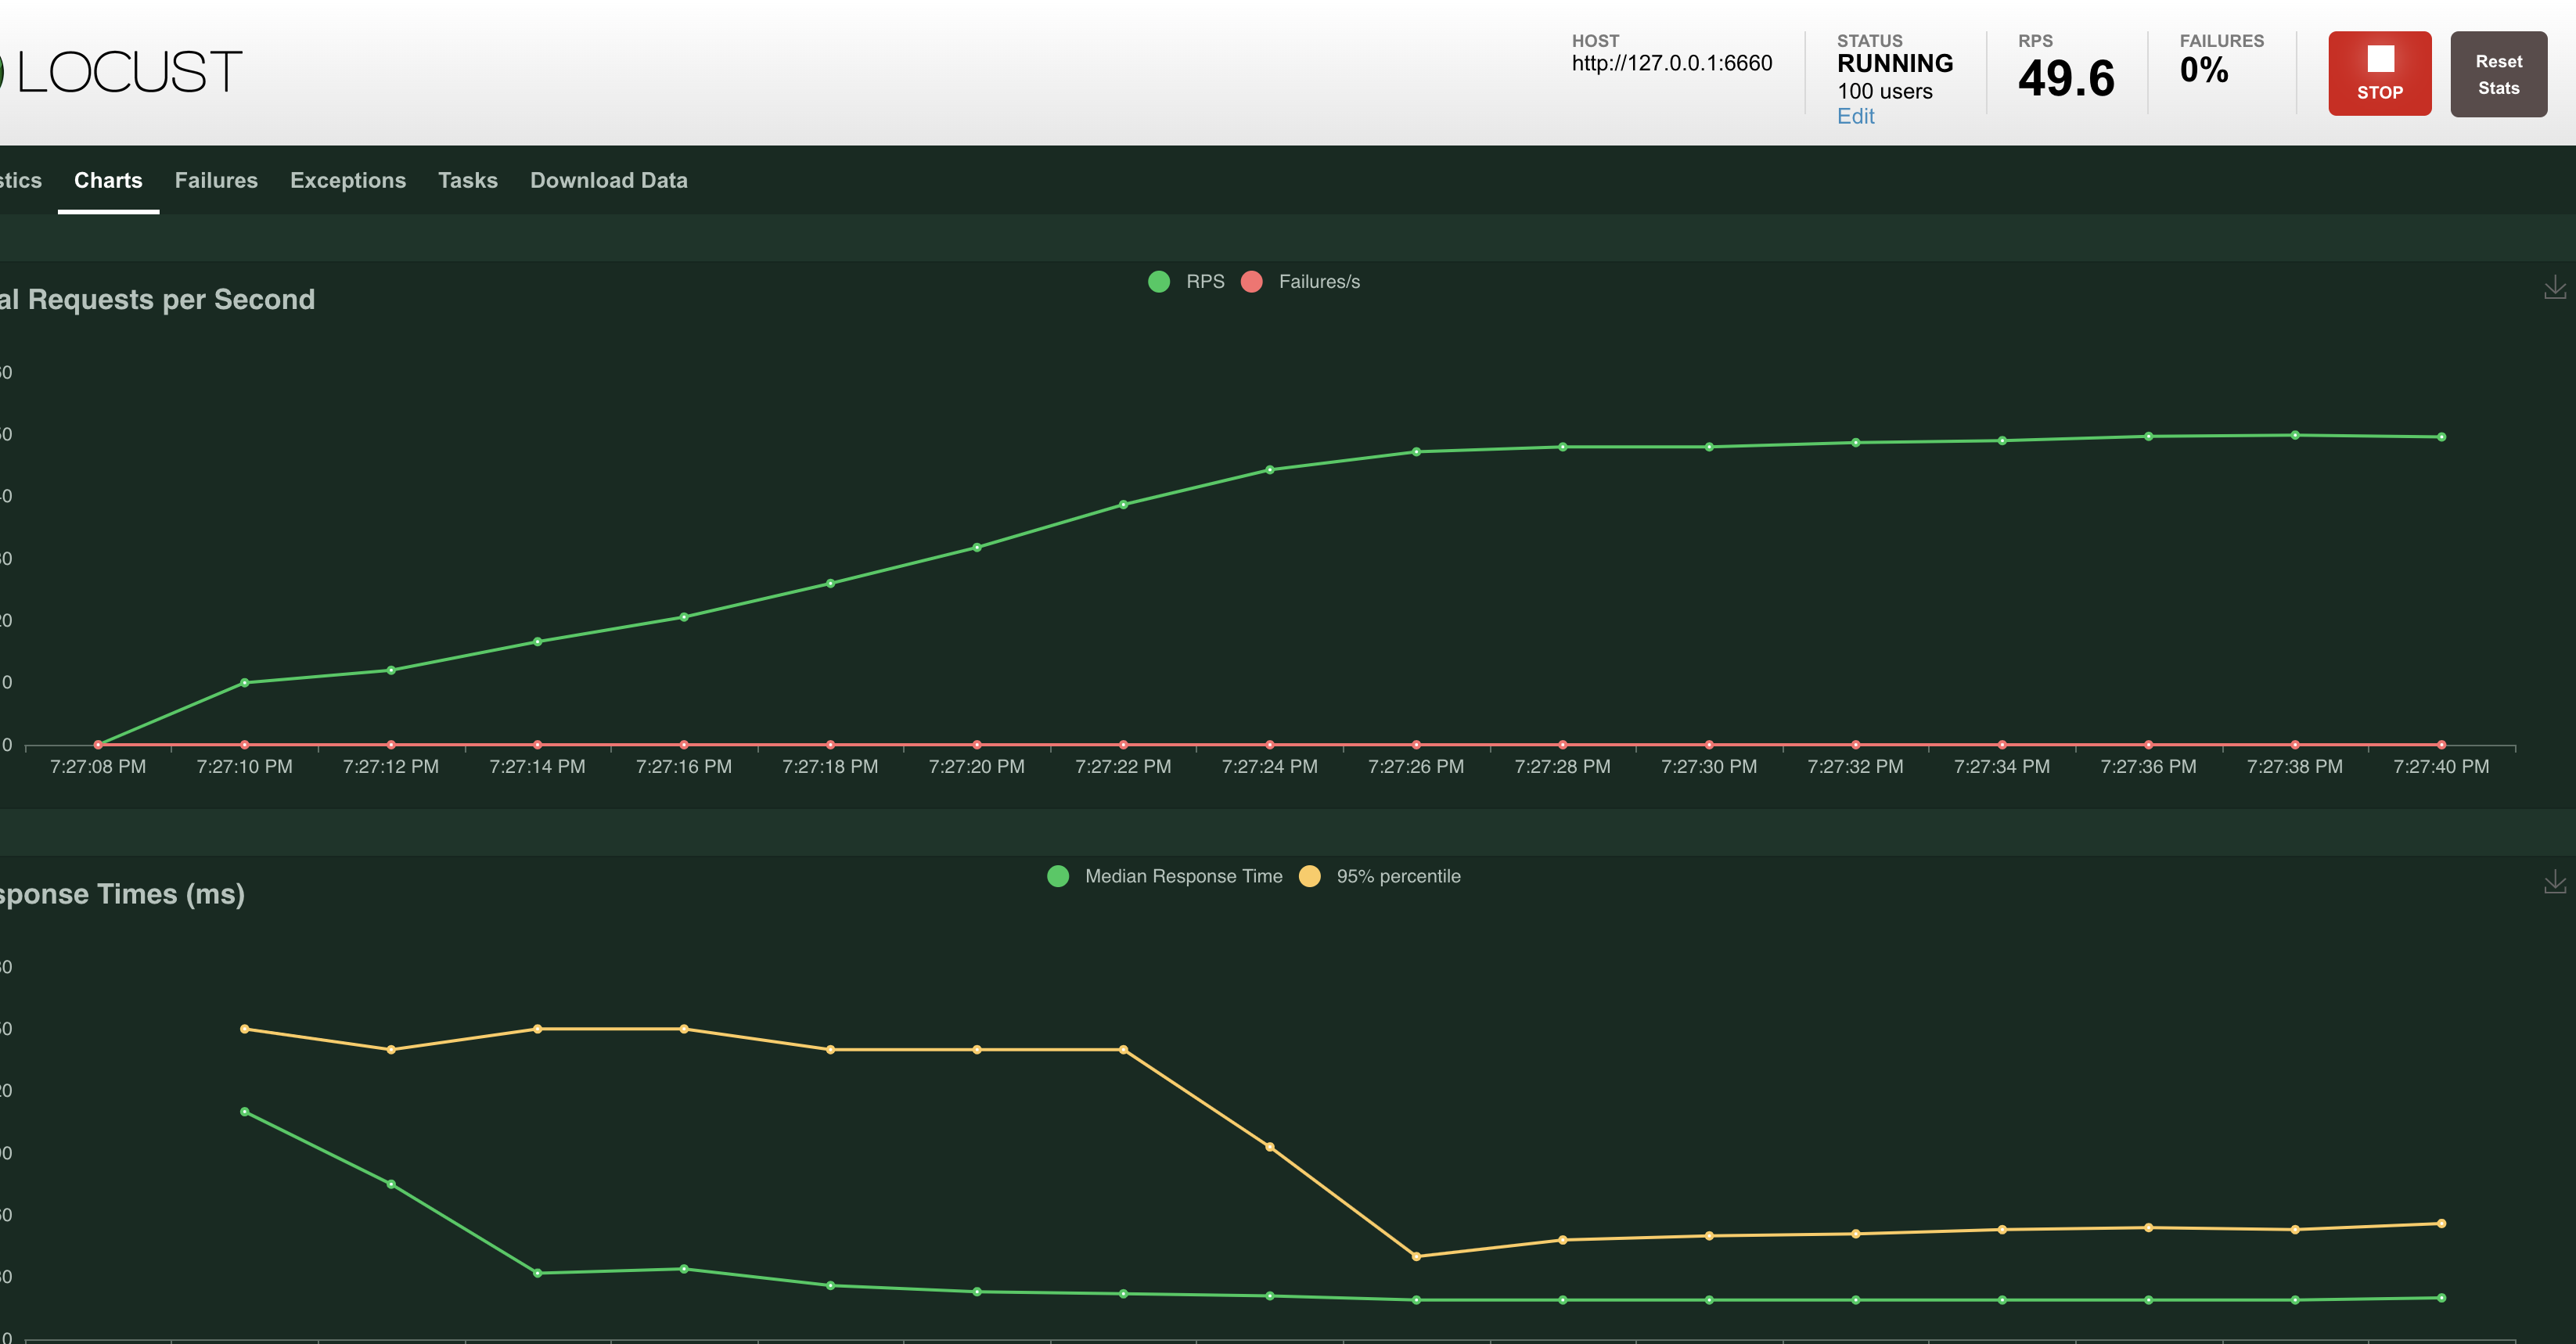 LOCUST
HOST
http://127.0.0.1:6660
STATUS
RUNNING
100 users
Edit
RPS
49.6
FAILURES
0%
STOP
Reset
Stats
stics
Charts
Failures
Exceptions
Tasks
Download Data
al Requests per Second
RPS
Failures/s
0
0
0
0
0
0
0
7:27:08 PM
7:27:10 PM
7:27:12 PM
7:27:14 PM
7:27:16 PM
7:27:18 PM
7:27:20 PM
7:27:22 PM
7:27:24 PM
7:27:26 PM
7:27:28 PM
7:27:30 PM
7:27:32 PM
7:27:34 PM
7:27:36 PM
7:27:38 PM
7:27:40 PM
sponse Times (ms)
Median Response Time
95% percentile
0
0
0
0
0
0
0